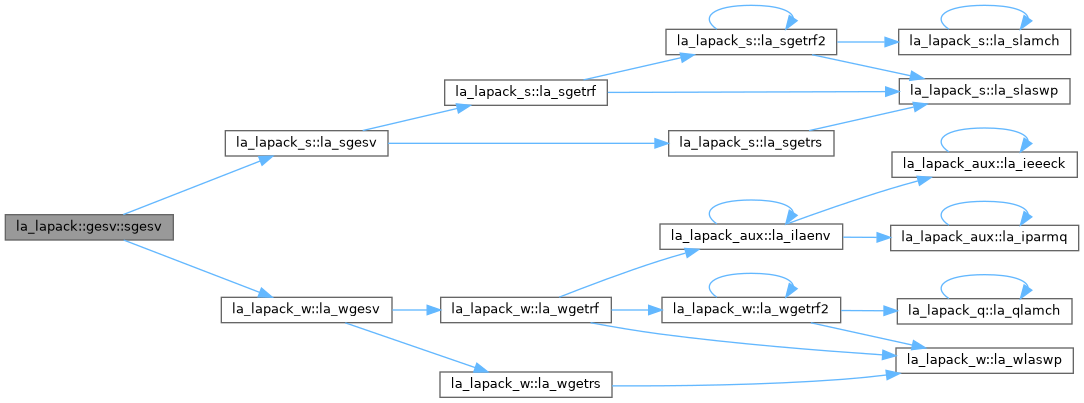 la_lapack_s::la_sgetrf2
la_lapack_s::la_slamch
la_lapack_s::la_sgetrf
la_lapack_s::la_slaswp
la_lapack_s::la_sgesv
la_lapack_s::la_sgetrs
la_lapack_aux::la_ieeeck
la_lapack::gesv::sgesv
la_lapack_aux::la_ilaenv
la_lapack_aux::la_iparmq
la_lapack_w::la_wgesv
la_lapack_w::la_wgetrf
la_lapack_w::la_wgetrf2
la_lapack_q::la_qlamch
la_lapack_w::la_wlaswp
la_lapack_w::la_wgetrs